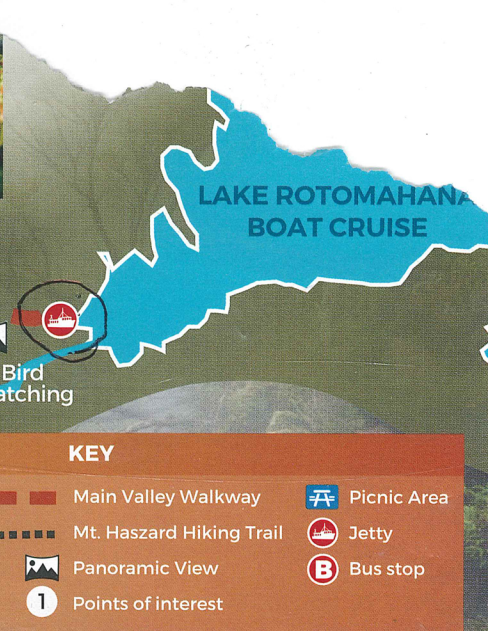 LAKE ROTOMAHANA
BOAT CRUISE
Bird
atching
KEY
Main Valley Walkway
Mt. Haszard Hiking Trail
Panoramic View
1 Points of interest
Picnic Area
Jetty
B Bus stop